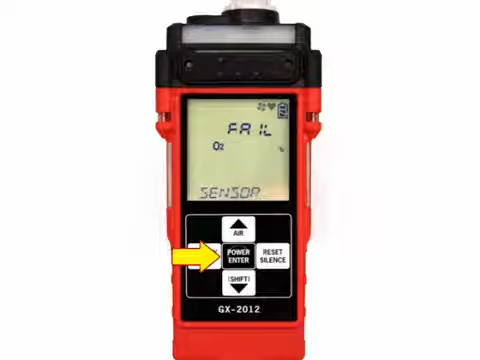 FAIL
O2 %
SENSOR
▲
AIR
POWER
ENTER
RESET
SILENCE
(SHIFT)
▼
GX-2012